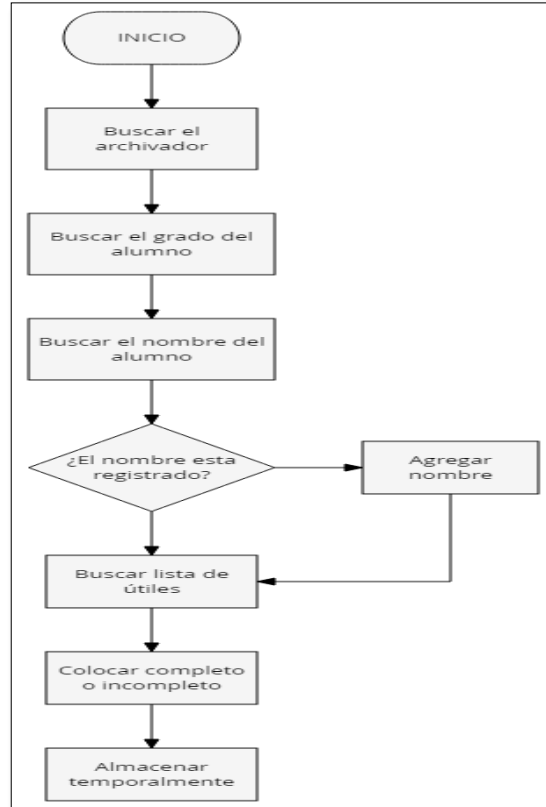 INICIO
Buscar el
archivador
Buscar el grado del
alumno
Buscar el nombre del
alumno
¿El nombre esta
registrado?
Agregar
nombre
Buscar lista de
útiles
Colocar completo
o incompleto
Almacenar
temporalmente